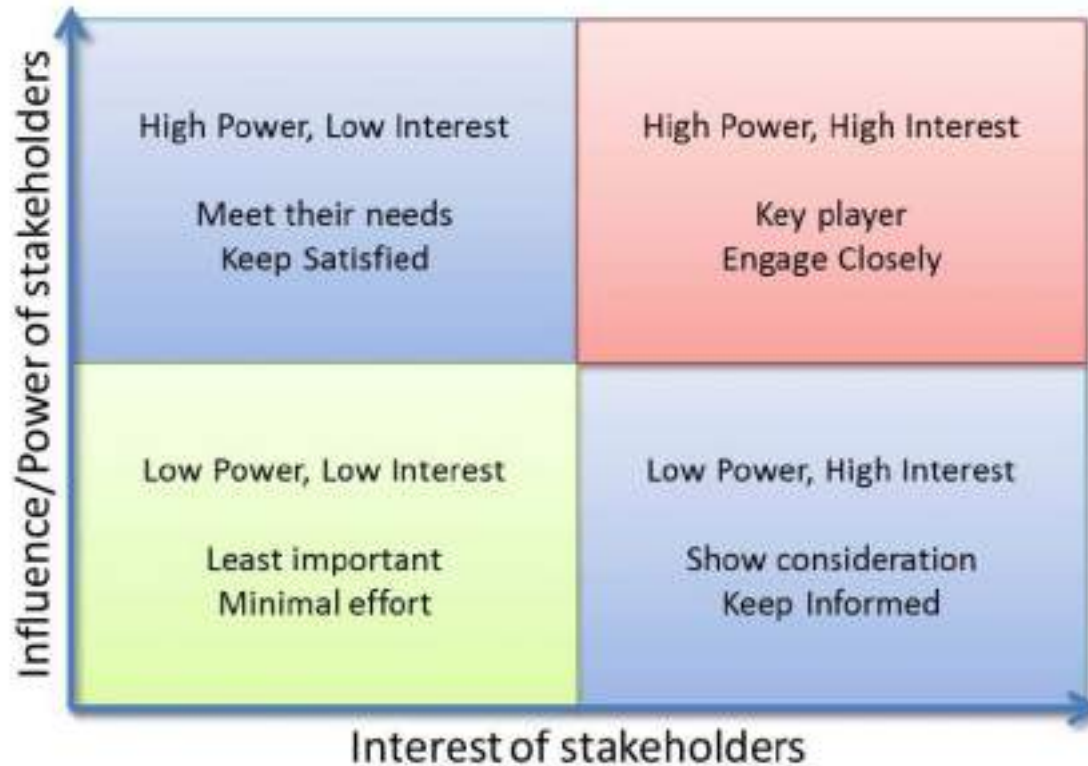 Influence/Power of stakeholders
High Power, Low Interest
Meet their needs
Keep Satisfied
High Power, High Interest
Key player
Engage Closely
Low Power, Low Interest
Least important
Minimal effort
Low Power, High Interest
Show consideration
Keep Informed
Interest of stakeholders